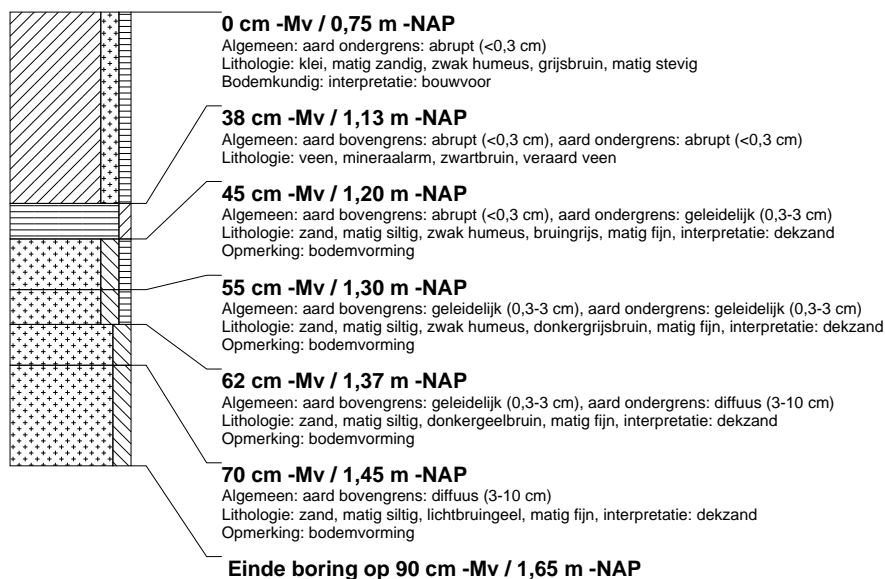 0 cm -Mv / 0,75 m -NAP
Algemeen: aard ondergrens: abrupt (<0,3 cm)
Lithologie: klei, matig zandig, zwak humeus, grijsbruin, matig stevig
Bodemkundig: interpretatie: bouwvoor
38 cm -Mv / 1,13 m -NAP
Algemeen: aard bovengrens: abrupt (<0,3 cm), aard ondergrens: abrupt (<0,3 cm)
Lithologie: veen, mineraalarm, zwartbruin, veraard veen
45 cm -Mv / 1,20 m -NAP
Algemeen: aard bovengrens: abrupt (<0,3 cm), aard ondergrens: geleidelijk (0,3-3 cm)
Lithologie: zand, matig siltig, zwak humeus, bruingrijs, matig fijn, interpretatie: dekzand
Opmerking: bodemvorming
55 cm -Mv / 1,30 m -NAP
Algemeen: aard bovengrens: geleidelijk (0,3-3 cm), aard ondergrens: geleidelijk (0,3-3 cm)
Lithologie: zand, matig siltig, zwak humeus, donkergrijsbruin, matig fijn, interpretatie: dekzand
Opmerking: bodemvorming
62 cm -Mv / 1,37 m -NAP
Algemeen: aard bovengrens: geleidelijk (0,3-3 cm), aard ondergrens: diffuus (3-10 cm)
Lithologie: zand, matig siltig, donkergeelbruin, matig fijn, interpretatie: dekzand
Opmerking: bodemvorming
70 cm -Mv / 1,45 m -NAP
Algemeen: aard bovengrens: diffuus (3-10 cm)
Lithologie: zand, matig siltig, lichtbruingeel, matig fijn, interpretatie: dekzand
Opmerking: bodemvorming
Einde boring op 90 cm -Mv / 1,65 m -NAP